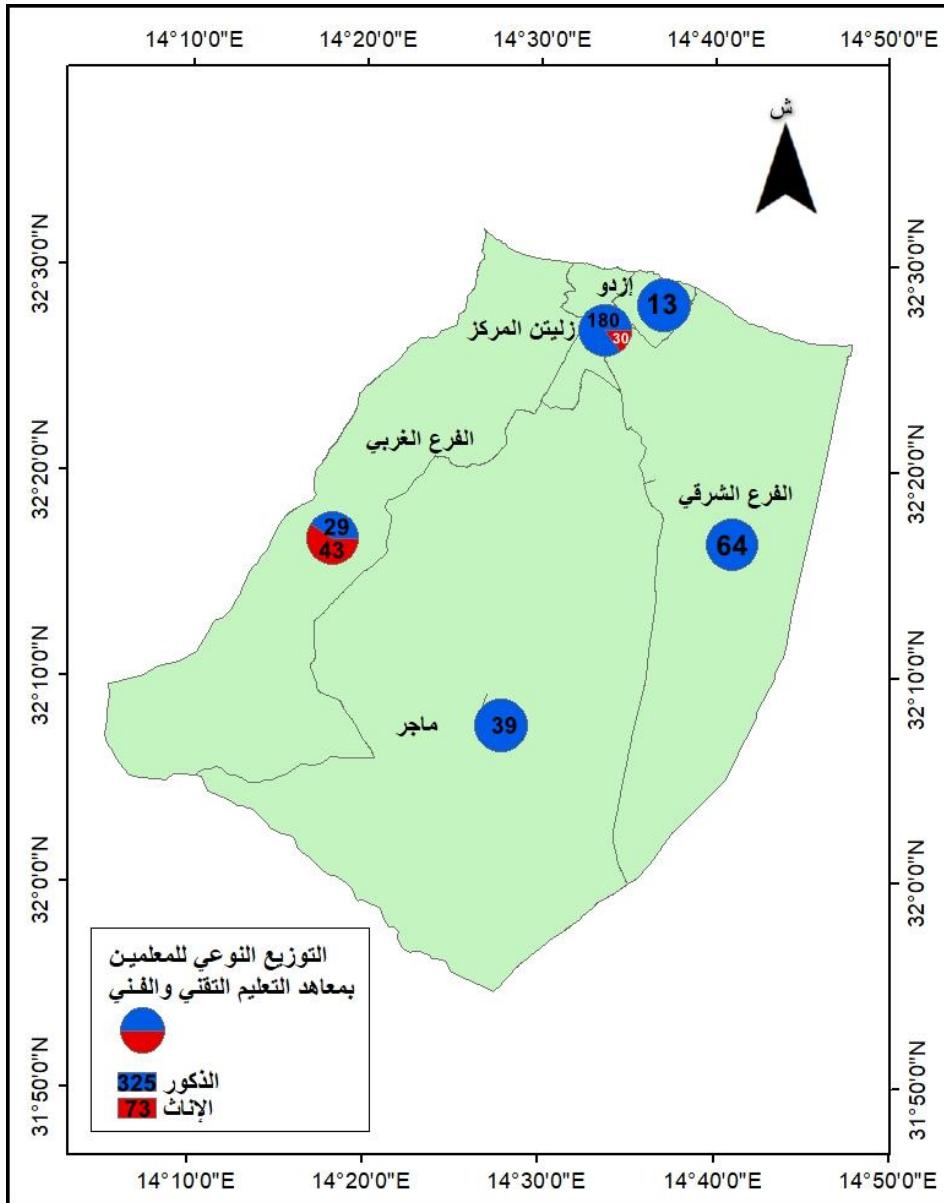 14°10'0"E
14°20'0"E
14°30'0"E
14°40'0"E
14°50'0"E
ش
32°30'0"N
32°30'0"N
إزدو
13
زليتن المركز
180
30
الفرع الغربي
32°20'0"N
32°20'0"N
الفرع الشرقي
29
43
64
32°10'0"N
32°10'0"N
ماجر
39
32°0'0"N
32°0'0"N
التوزيع النوعي للمعلمين
بمعاهد التعليم التقني والفني
الذكور 325
الإناث 73
31°50'0"N
31°50'0"N
14°10'0"E
14°20'0"E
14°30'0"E
14°40'0"E
14°50'0"E